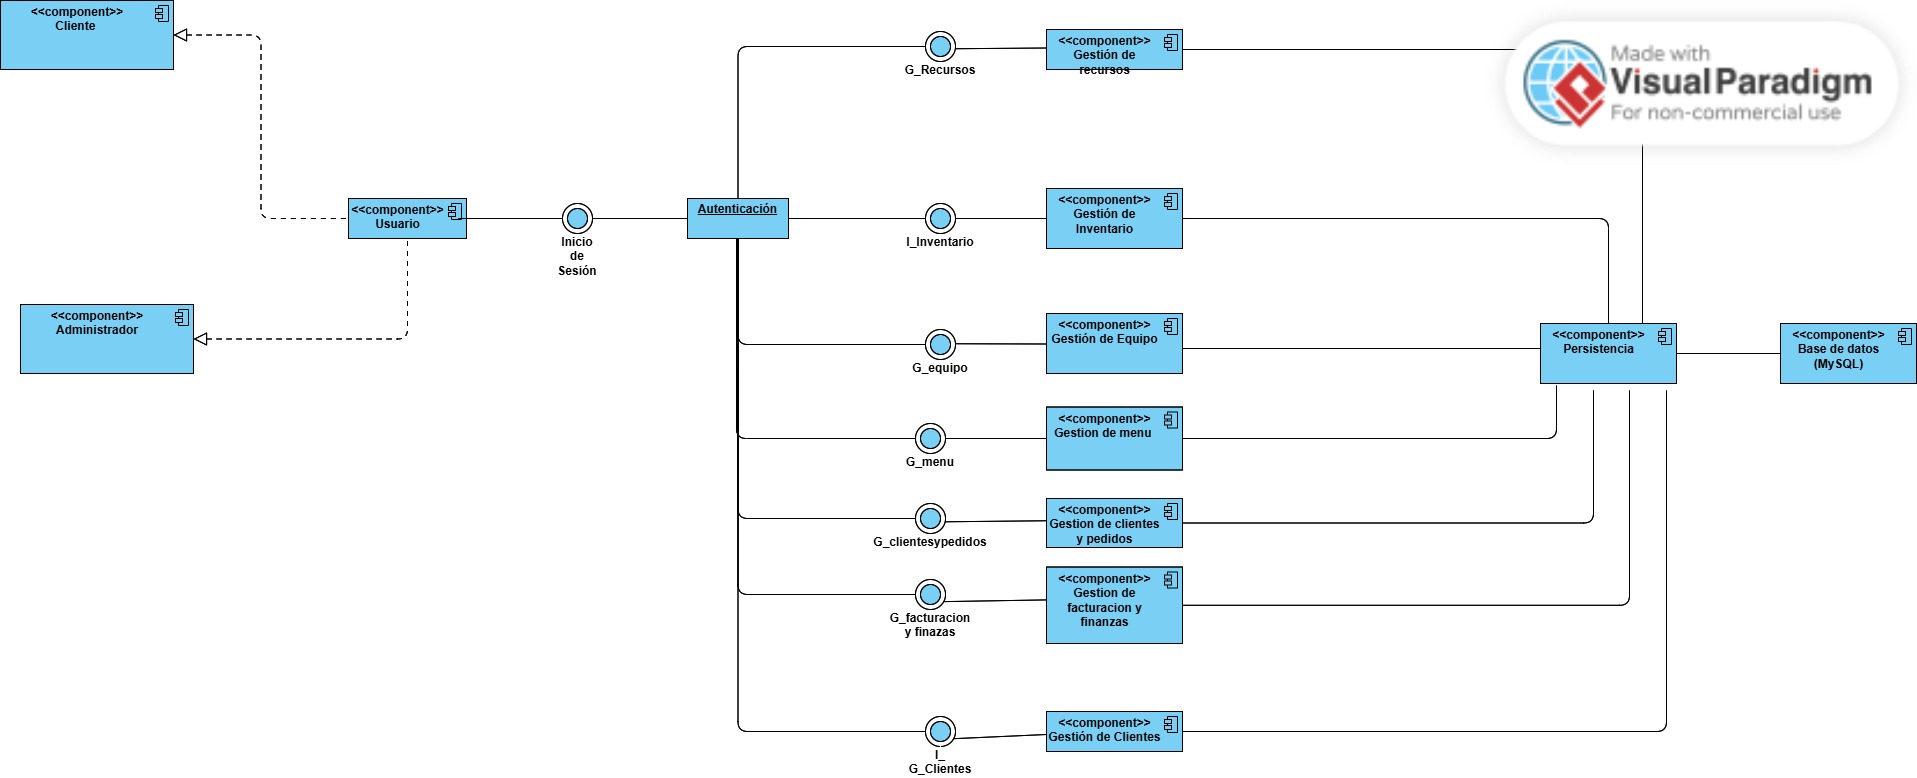 <<component>>
Cliente
G_Recursos
<<component>>
Gestión de
recursos
Made with
Visual Paradigm
For non-commercial use
<<component>>
Usuario
Inicio
de
Sesión
Autenticación
I_Inventario
<<component>>
Gestión de
Inventario
<<component>>
Administrador
G_equipo
<<component>>
Gestión de Equipo
<<component>>
Persistencia
<<component>>
Base de datos
(MySQL)
G_menu
<<component>>
Gestion de menu
G_clientesypedidos
<<component>>
Gestion de clientes
y pedidos
G_facturacion
y finazas
<<component>>
Gestion de
facturacion y
finanzas
I_
G_Clientes
<<component>>
Gestión de Clientes